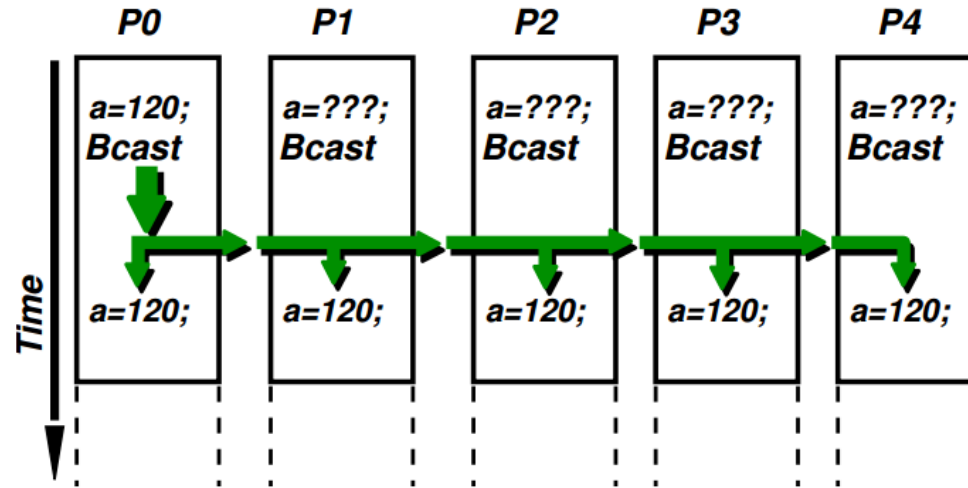 P0 P1 P2 P3 P4
a=120; a=???; a=???; a=???; a=???;
Bcast Bcast Bcast Bcast Bcast
a=120; a=120; a=120; a=120; a=120;
Time